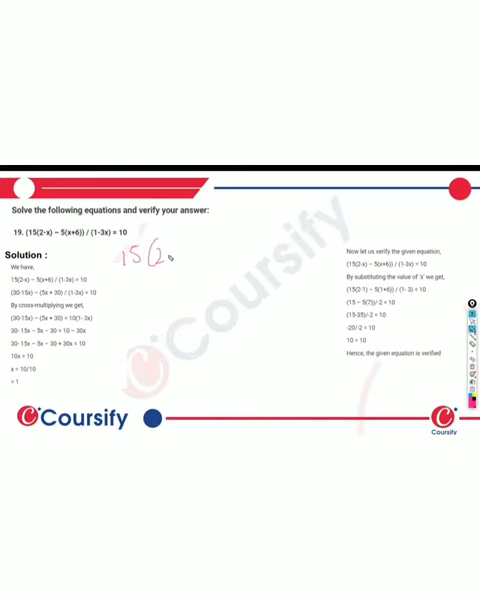 Solve the following equations and verify your answer:
19. (15(2-x) – 5(x+6)) / (1-3x) = 10
Solution :
We have,
15(2-x) – 5(x+6) / (1-3x) = 10
(30-15x) – (5x + 30) / (1-3x) = 10
By cross-multiplying we get,
(30-15x) – (5x + 30) = 10(1- 3x)
30- 15x – 5x – 30 = 10 – 30x
30- 15x – 5x – 30 + 30x = 10
10x = 10
x = 10/10
= 1
15(2
Now let us verify the given equation,
(15(2-x) – 5(x+6)) / (1-3x) = 10
By substituting the value of 'x' we get,
(15(2-1) – 5(1+6)) / (1- 3) = 10
(15 – 5(7))/-2 = 10
(15-35)/-2 = 10
-20/-2 = 10
10 = 10
Hence, the given equation is verified
Coursify
Coursify
Coursify